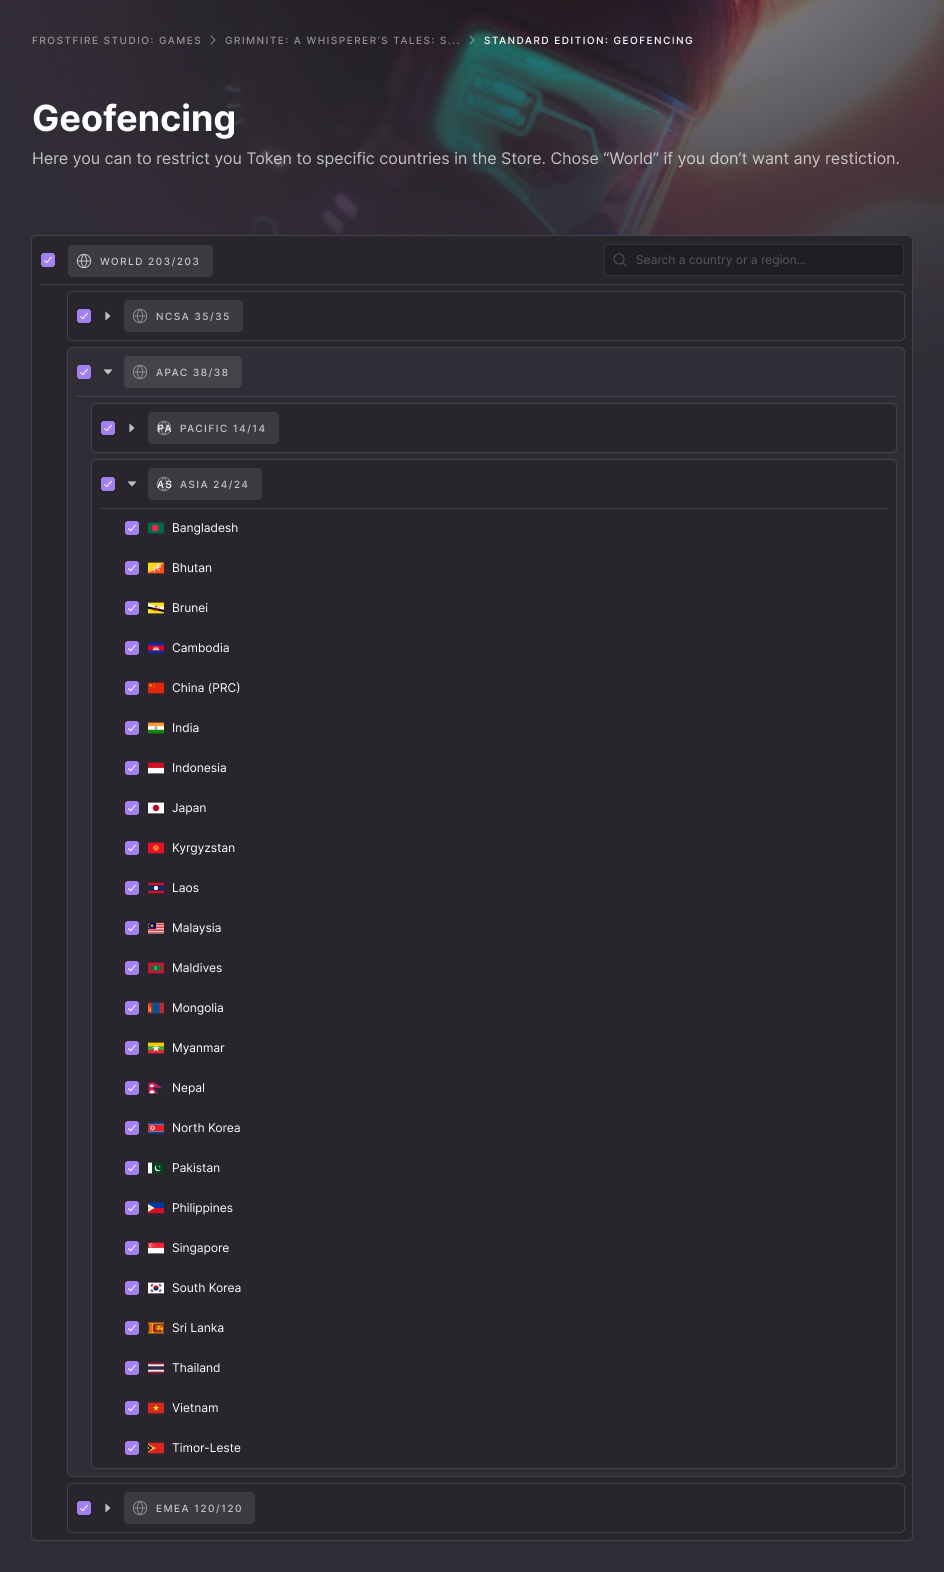 FROSTFIRE STUDIO: GAMES > GRIMNITE: A WHISPERER'S TALES: S... > STANDARD EDITION: GEOFENCING
Geofencing
Here you can to restrict you Token to specific countries in the Store. Chose “World” if you don’t want any restiction.
WORLD 203/203
Search a country or a region...
NCSA 35/35
APAC 38/38
PA PACIFIC 14/14
AS ASIA 24/24
Bangladesh
Bhutan
Brunei
Cambodia
China (PRC)
India
Indonesia
Japan
Kyrgyzstan
Laos
Malaysia
Maldives
Mongolia
Myanmar
Nepal
North Korea
Pakistan
Philippines
Singapore
South Korea
Sri Lanka
Thailand
Vietnam
Timor-Leste
EMEA 120/120